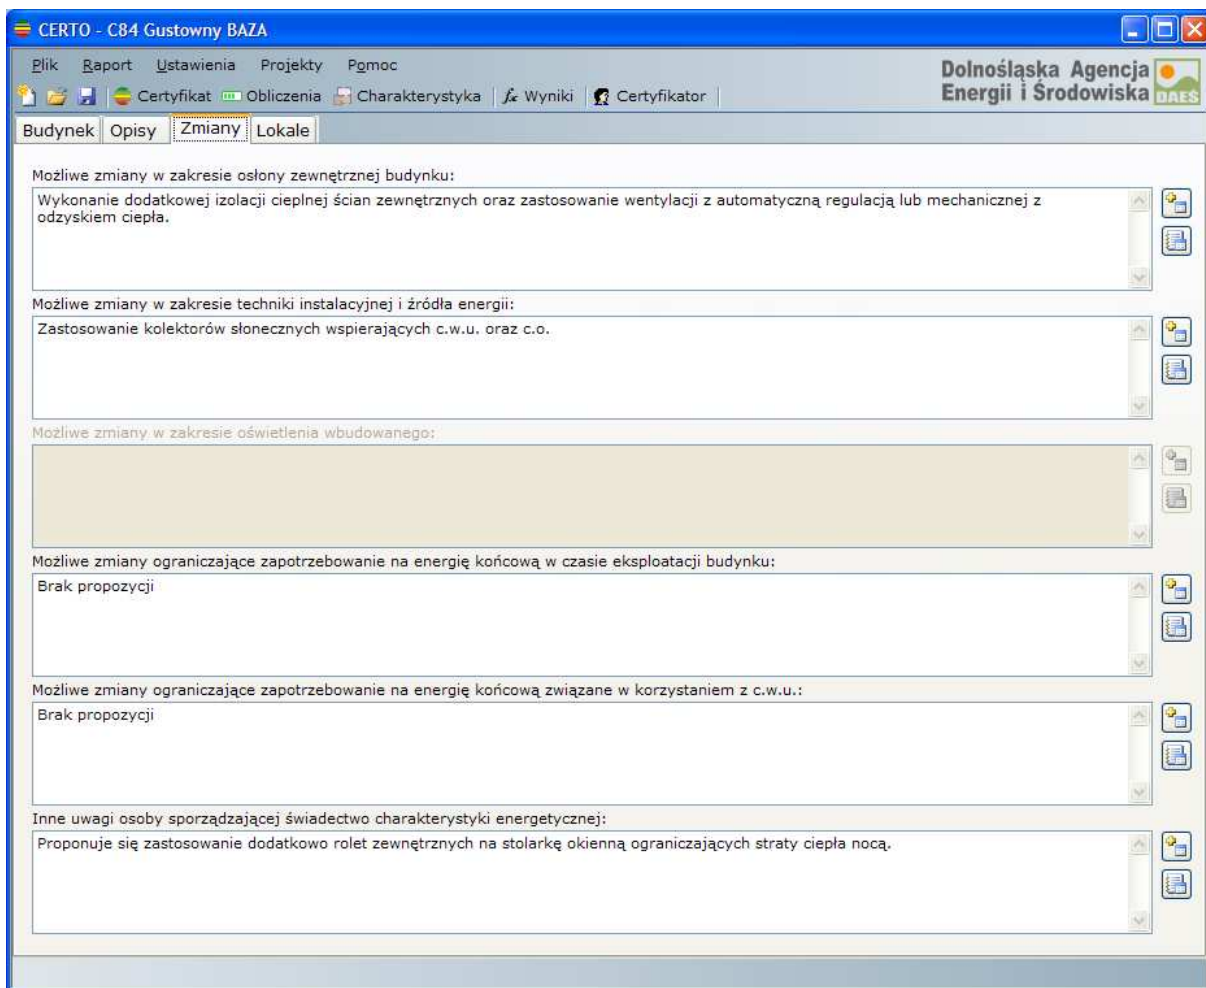 CERTO - C84 Gustowny BAZA
Plik Raport Ustawienia Projekty Pomoc
Dolnośląska Agencja
Energii i Środowiska
DAEŚ
Certyfikat Obliczenia Charakterystyka fx Wyniki Certyfikator
Budynek Opisy Zmiany Lokale
Możliwe zmiany w zakresie osłony zewnętrznej budynku:
Wykonanie dodatkowej izolacji cieplnej ścian zewnętrznych oraz zastosowanie wentylacji z automatyczną regulacją lub mechanicznej z
odzyskiem ciepła.
Możliwe zmiany w zakresie techniki instalacyjnej i źródła energii:
Zastosowanie kolektorów słonecznych wspierających c.w.u. oraz c.o.
Możliwe zmiany w zakresie oświetlenia wbudowanego:
Możliwe zmiany ograniczające zapotrzebowanie na energię końcową w czasie eksploatacji budynku:
Brak propozycji
Możliwe zmiany ograniczające zapotrzebowanie na energię końcową związane w korzystaniem z c.w.u.:
Brak propozycji
Inne uwagi osoby sporządzającej świadectwo charakterystyki energetycznej:
Proponuje się zastosowanie dodatkowo rolet zewnętrznych na stolarkę okienną ograniczających straty ciepła nocą.